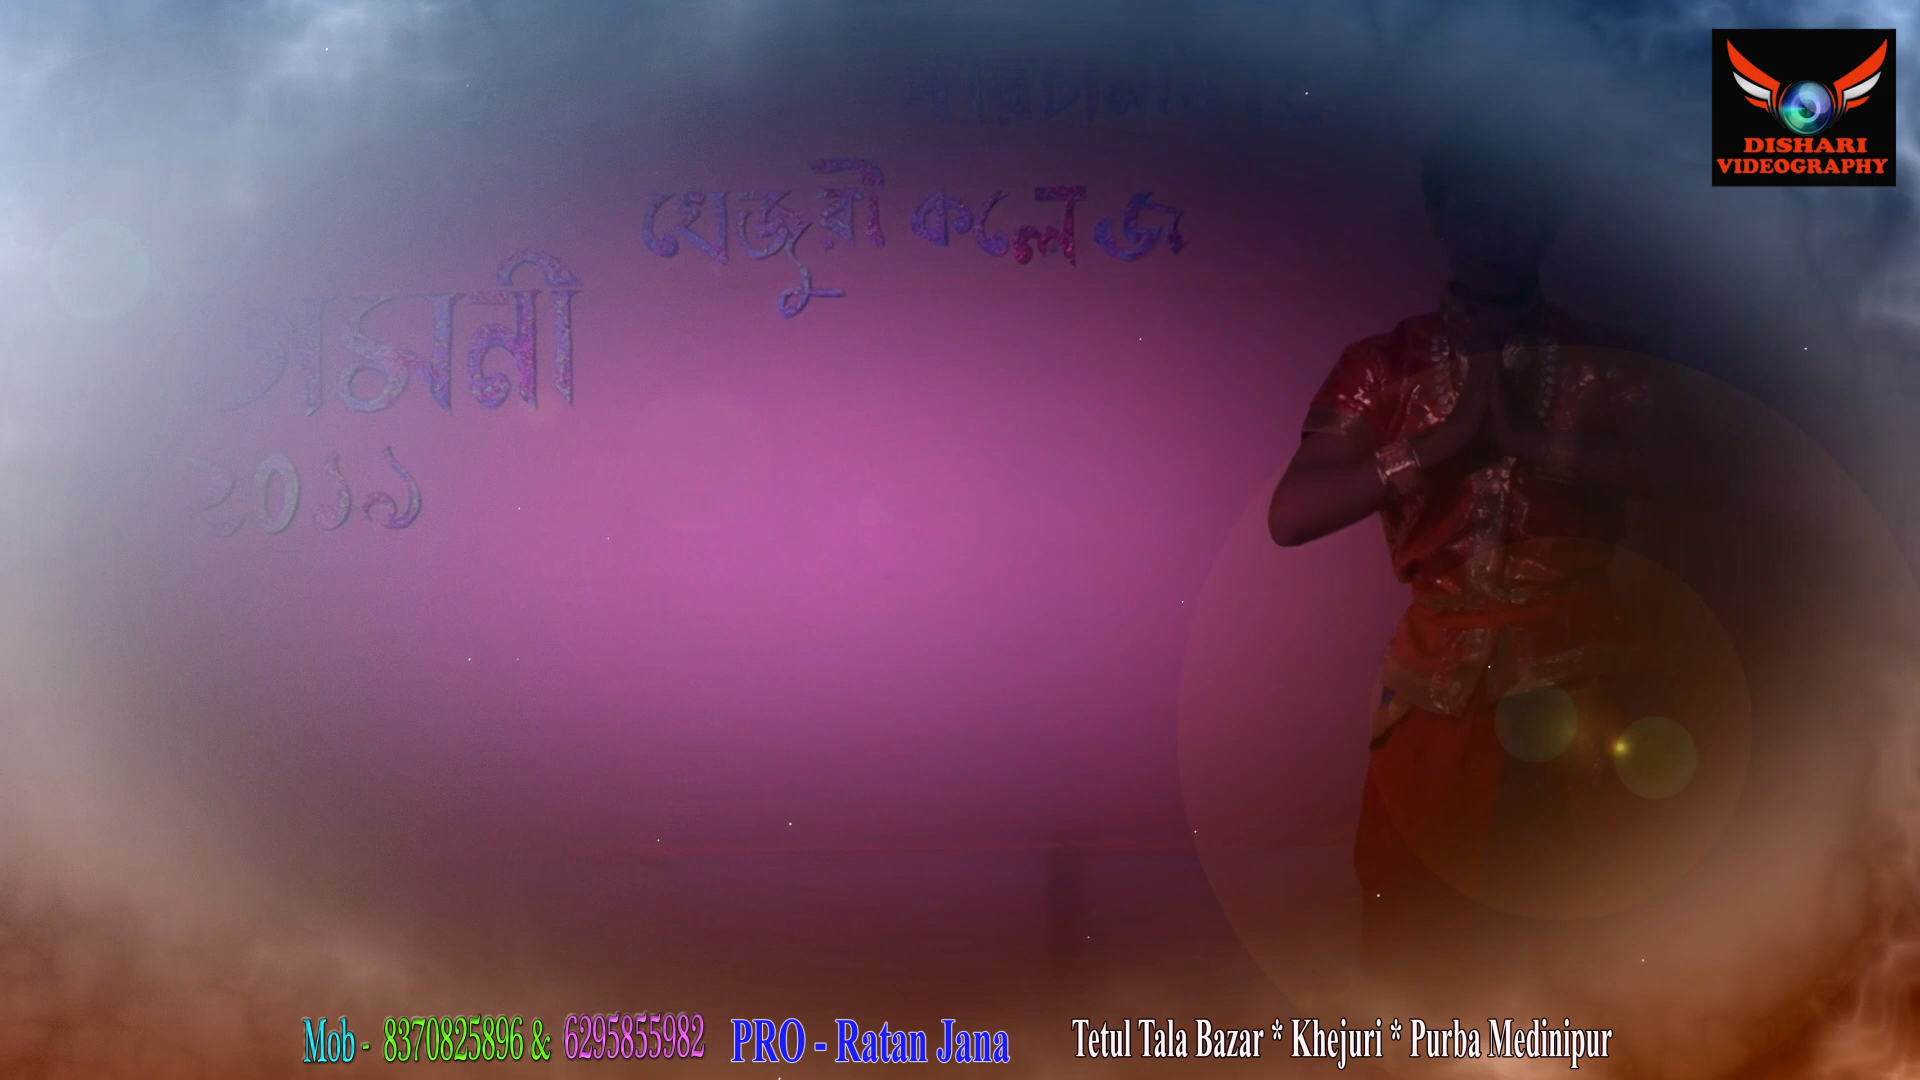 DISHARI
VIDEOGRAPHY
খেজুরী কলেজ
২০১৯
Mob - 8370825896 & 6295855982 PRO - Ratan Jana Tetul Tala Bazar * Khejuri * Purba Medinipur